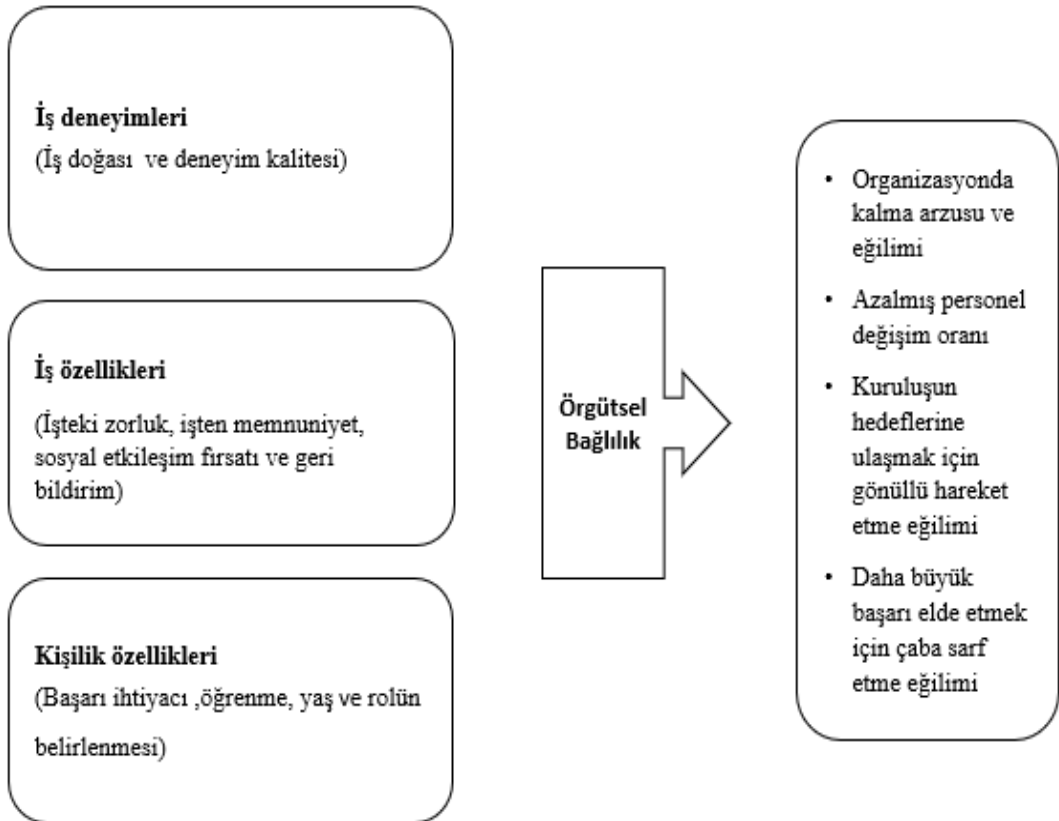 İş deneyimleri
(İş doğası ve deneyim kalitesi)
İş özellikleri
(İşteki zorluk, işten memnuniyet,
sosyal etkileşim fırsatı ve geri
bildirim)
Kişilik özellikleri
(Başarı ihtiyacı ,öğrenme, yaş ve rolün
belirlenmesi)
Örgütsel
Bağlılık
• Organizasyonda
kalma arzusu ve
eğilimi
• Azalmış personel
değişim oranı
• Kuruluşun
hedeflerine
ulaşmak için
gönüllü hareket
etme eğilimi
• Daha büyük
başarı elde etmek
için çaba sarf
etme eğilimi